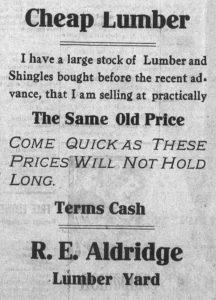 Cheap Lumber
I have a large stock of Lumber and
Shingles bought before the recent ad-
vance, that I am selling at practically
The Same Old Price
COME QUICK AS THESE
PRICES WILL NOT HOLD
LONG.
Terms Cash
R. E. Aldridge
Lumber Yard